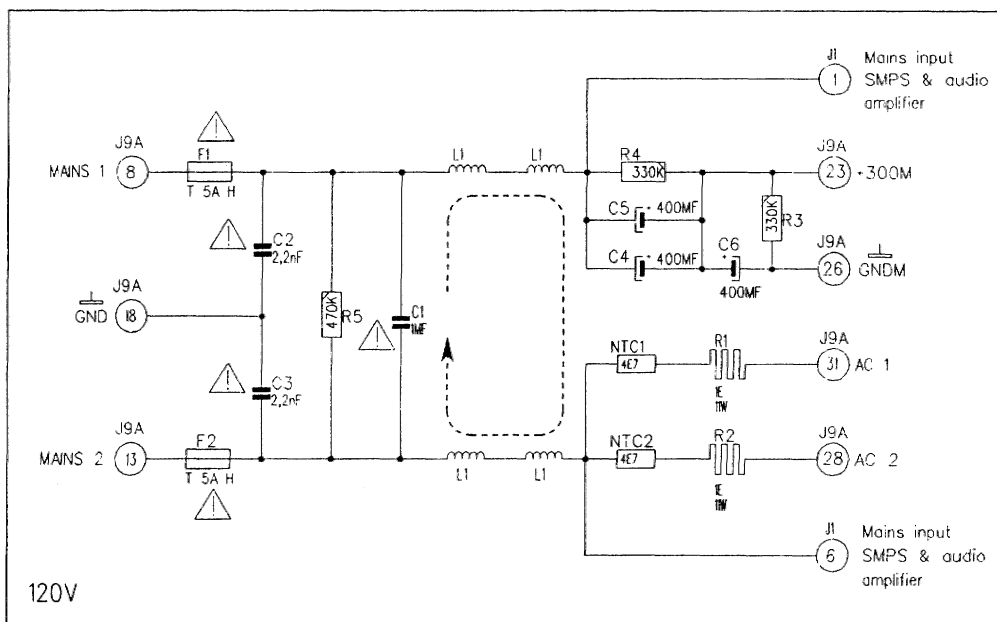 J1
Mains input
1
SMPS & audio
amplifier
J9A
F1
L1
L1
R4
J9A
MAINS 1
8
330K
23
+300M
T 5A H
C5
+ 400MF
330K
R3
C2
2,2nF
C4
+ 400MF
C6
+
J9A
26
GNDM
400MF
J9A
GND
18
470K
R5
C1
1MF
NTC1
R1
J9A
4E7
31
AC 1
C3
2,2nF
1E
11W
J9A
F2
NTC2
R2
J9A
MAINS 2
13
4E7
28
AC 2
T 5A H
L1
L1
1E
11W
J1
Mains input
6
SMPS & audio
amplifier
120V